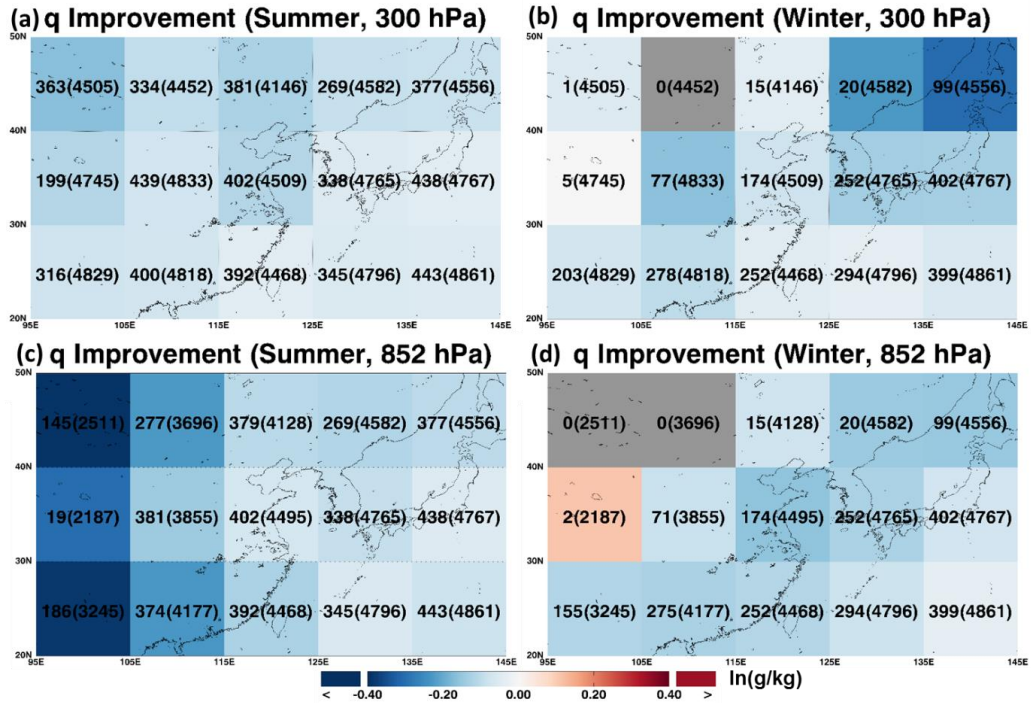 (a) q Improvement (Summer, 300 hPa)
50N
363(4505) 334(4452) 381(4146) 269(4582) 377(4556)
40N
199(4745) 439(4833) 402(4509) 338(4765) 438(4767)
30N
316(4829) 400(4818) 392(4468) 345(4796) 443(4861)
20N
95E 105E 115E 125E 135E 145E
(b) q Improvement (Winter, 300 hPa)
50N
1(4505) 0(4452) 15(4146) 20(4582) 99(4556)
40N
5(4745) 77(4833) 174(4509) 252(4765) 402(4767)
30N
203(4829) 278(4818) 252(4468) 294(4796) 399(4861)
20N
95E 105E 115E 125E 135E 145E
(c) q Improvement (Summer, 852 hPa)
50N
145(2511) 277(3696) 379(4128) 269(4582) 377(4556)
40N
19(2187) 381(3855) 402(4495) 338(4765) 438(4767)
30N
186(3245) 374(4177) 392(4468) 345(4796) 443(4861)
20N
95E 105E 115E 125E 135E 145E
(d) q Improvement (Winter, 852 hPa)
50N
0(2511) 0(3696) 15(4128) 20(4582) 99(4556)
40N
2(2187) 71(3855) 174(4495) 252(4765) 402(4767)
30N
155(3245) 275(4177) 252(4468) 294(4796) 399(4861)
20N
95E 105E 115E 125E 135E 145E
< -0.40 -0.20 0.00 0.20 0.40 > ln(g/kg)